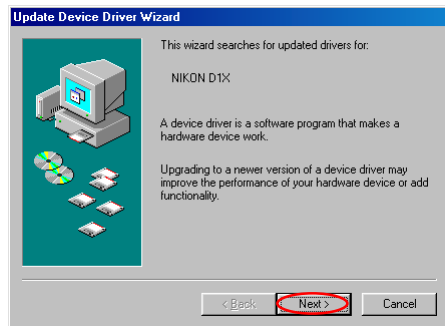 Update Device Driver Wizard
This wizard searches for updated drivers for:
NIKON D1X
A device driver is a software program that makes a
hardware device work.
Upgrading to a newer version of a device driver may
improve the performance of your hardware device or add
functionality.
< Back Next > Cancel